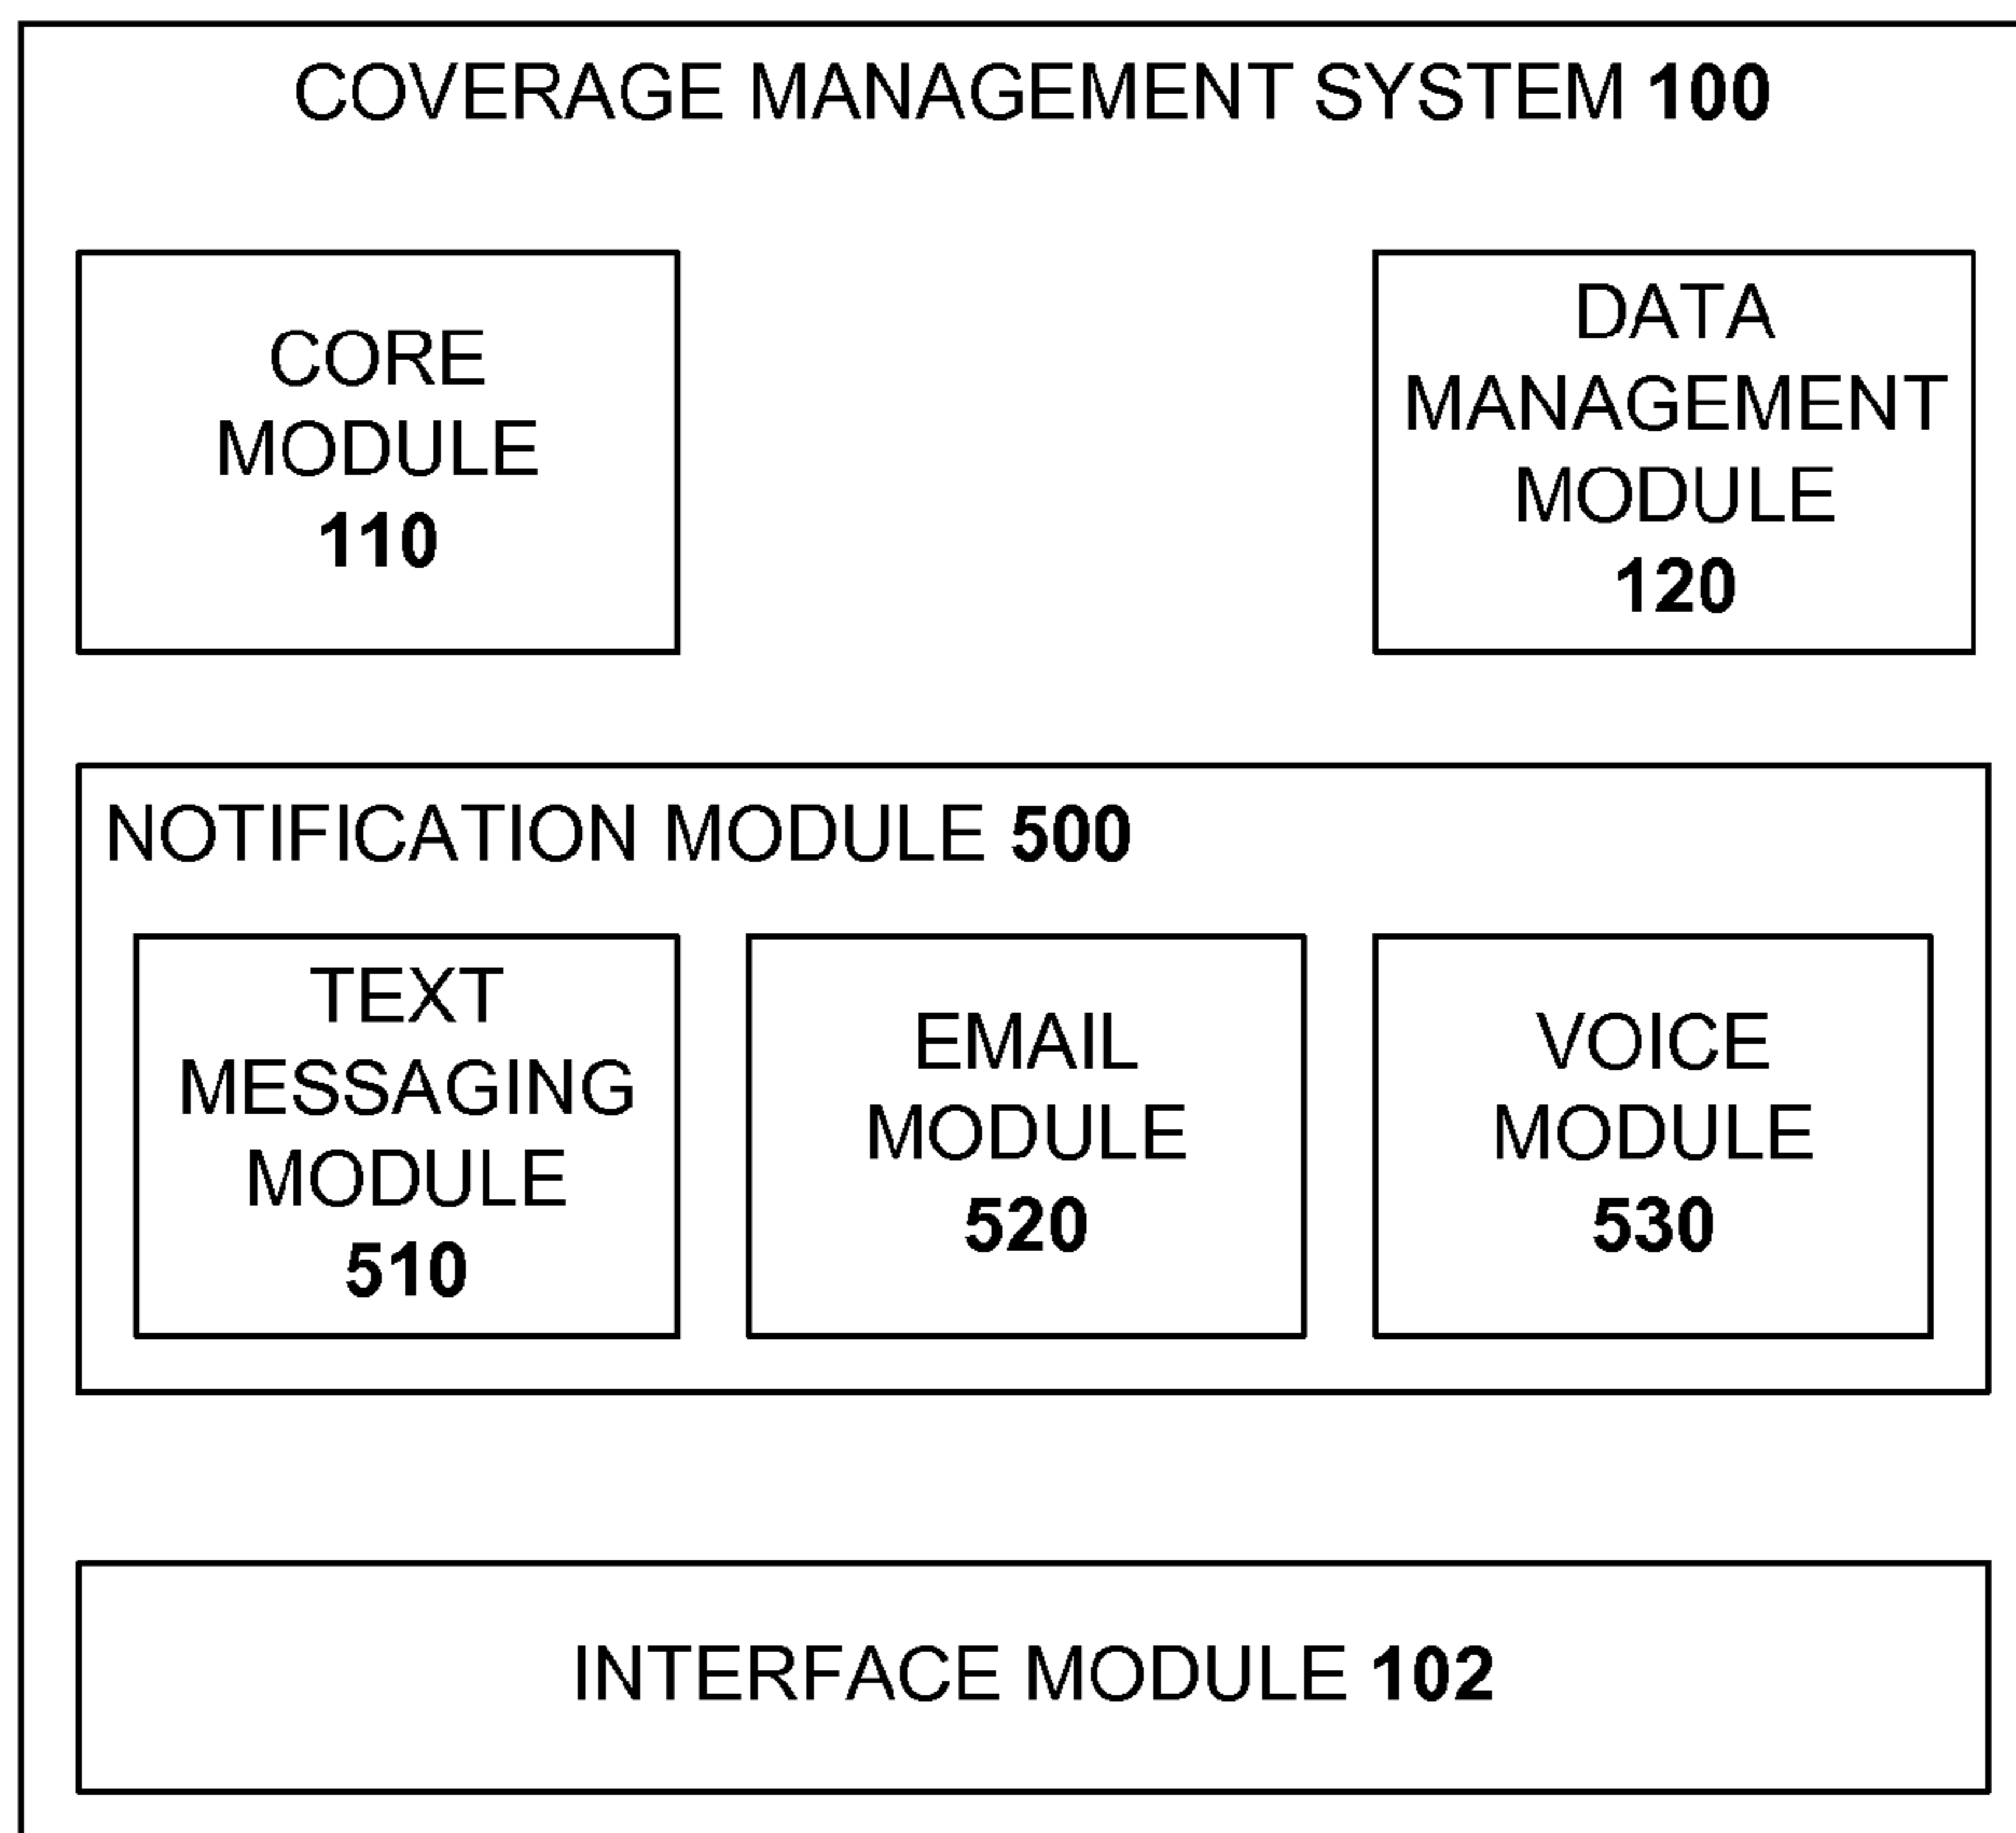 COVERAGE MANAGEMENT SYSTEM 100
CORE
MODULE
110
DATA
MANAGEMENT
MODULE
120
NOTIFICATION MODULE 500
TEXT
MESSAGING
MODULE
510
EMAIL
MODULE
520
VOICE
MODULE
530
INTERFACE MODULE 102